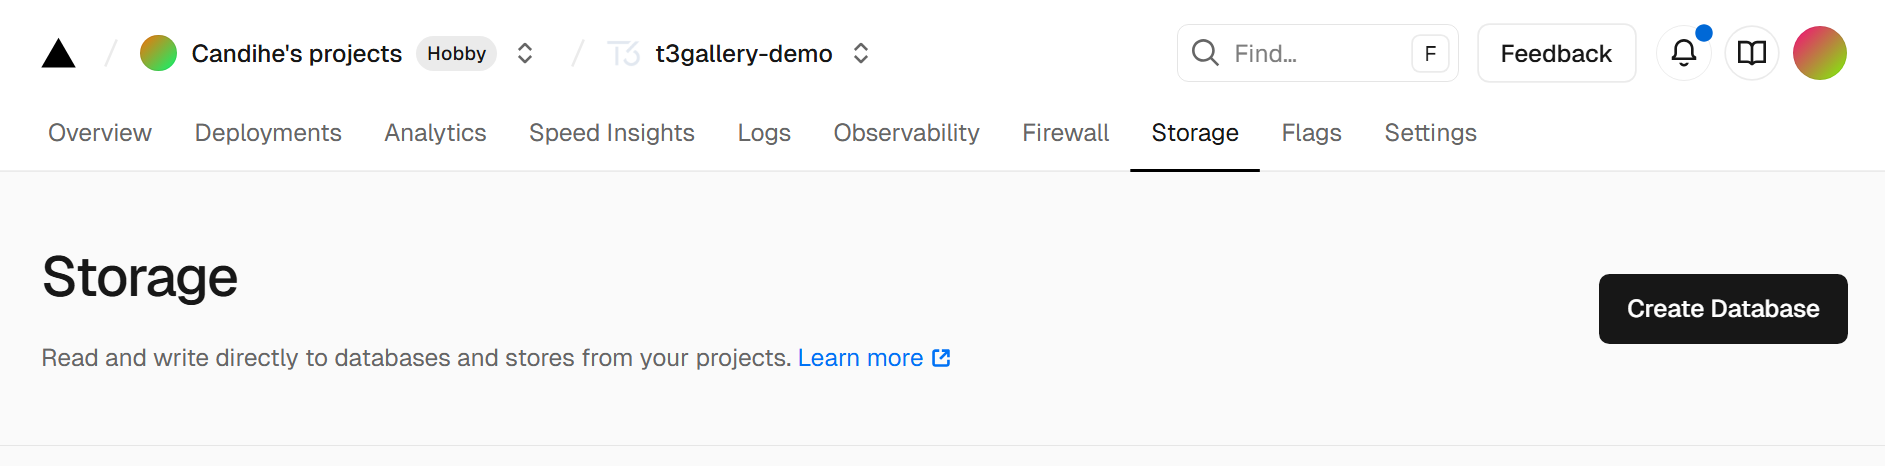 Candihe's projects Hobby T3 t3gallery-demo Find... F Feedback
Overview Deployments Analytics Speed Insights Logs Observability Firewall Storage Flags Settings
Storage
Create Database
Read and write directly to databases and stores from your projects. Learn more